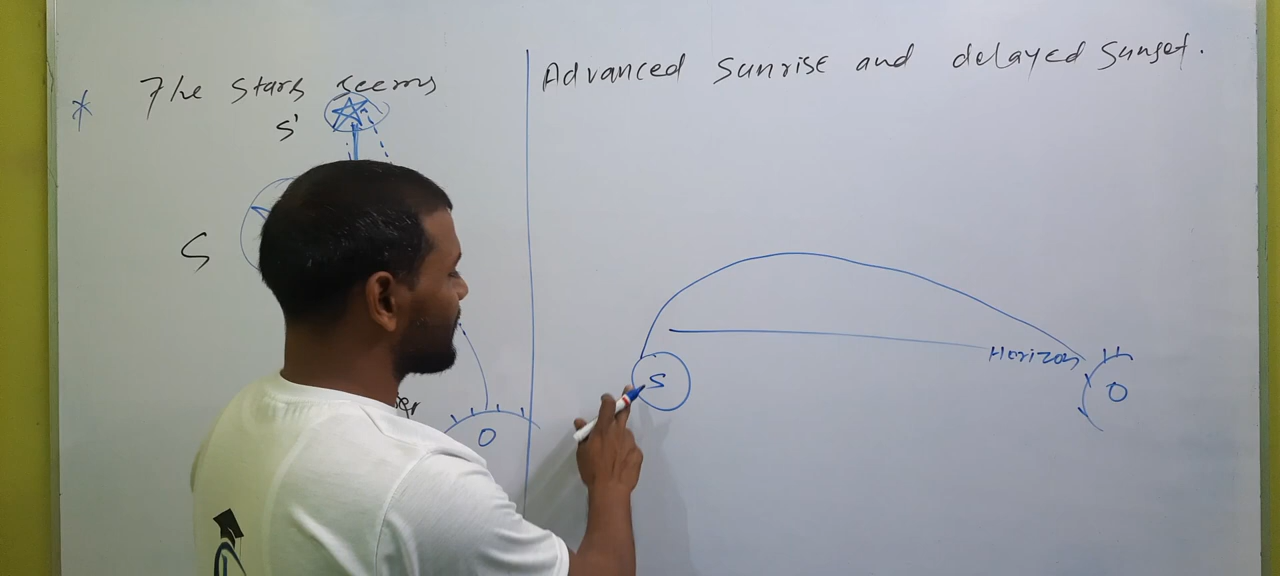 * The stars seems
S'
S
O
Advanced sunrise and delayed sunset.
Horizon
S
O